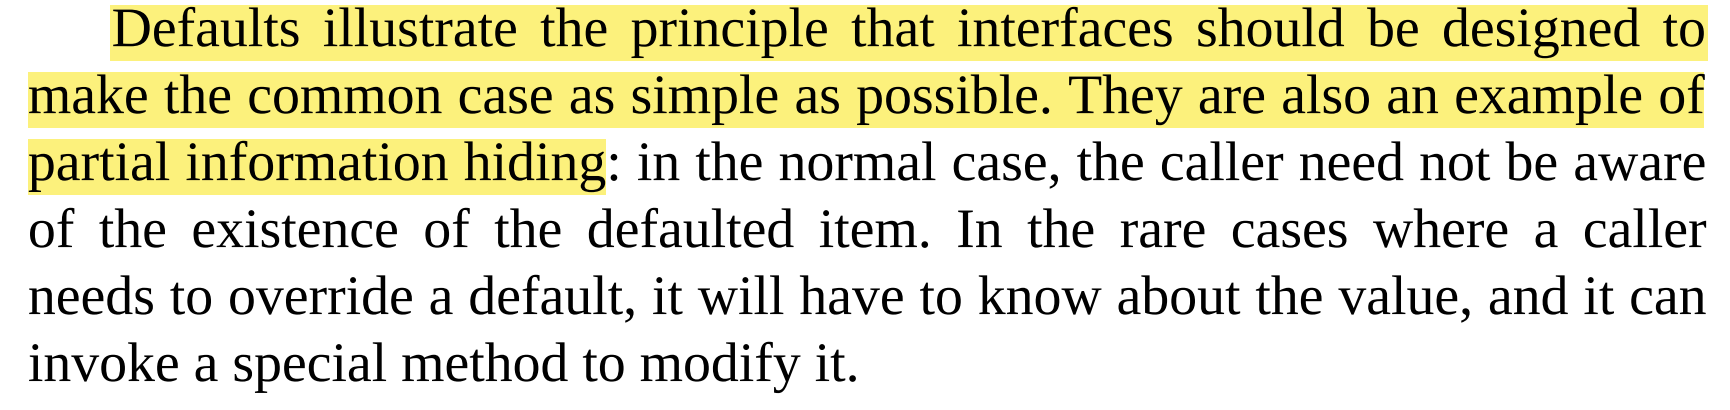 Defaults illustrate the principle that interfaces should be designed to
make the common case as simple as possible. They are also an example of
partial information hiding: in the normal case, the caller need not be aware
of the existence of the defaulted item. In the rare cases where a caller
needs to override a default, it will have to know about the value, and it can
invoke a special method to modify it.